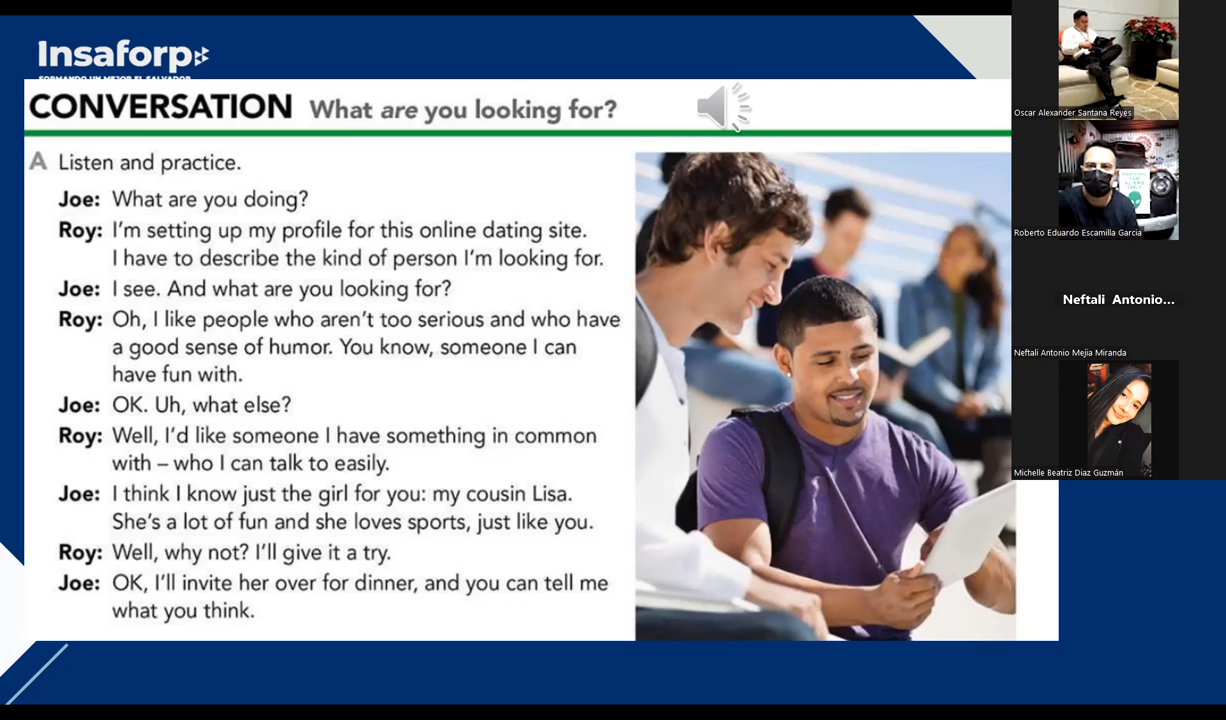 Insaforp
FORMANDO UN MEJOR EL SALVADOR
CONVERSATION What are you looking for?
A Listen and practice.
Joe: What are you doing?
Roy: I'm setting up my profile for this online dating site.
I have to describe the kind of person I'm looking for.
Joe: I see. And what are you looking for?
Roy: Oh, I like people who aren't too serious and who have
a good sense of humor. You know, someone I can
have fun with.
Joe: OK. Uh, what else?
Roy: Well, I'd like someone I have something in common
with – who I can talk to easily.
Joe: I think I know just the girl for you: my cousin Lisa.
She's a lot of fun and she loves sports, just like you.
Roy: Well, why not? I'll give it a try.
Joe: OK, I'll invite her over for dinner, and you can tell me
what you think.
Oscar Alexander Santana Reyes
Roberto Eduardo Escamilla Garcia
Neftali Antonio...
Neftali Antonio Mejia Miranda
Michelle Beatriz Diaz Guzmán